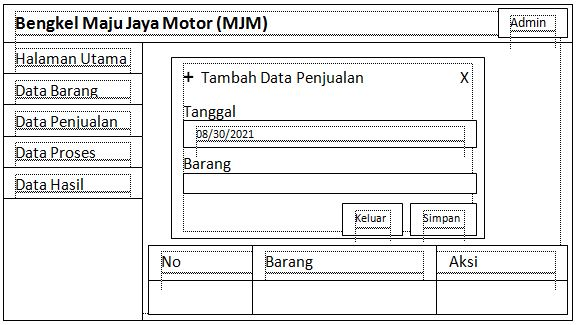 Bengkel Maju Jaya Motor (MJM)
Admin
Halaman Utama
Data Barang
Data Penjualan
Data Proses
Data Hasil
+ Tambah Data Penjualan X
Tanggal
08/30/2021
Barang
Keluar Simpan
No Barang Aksi